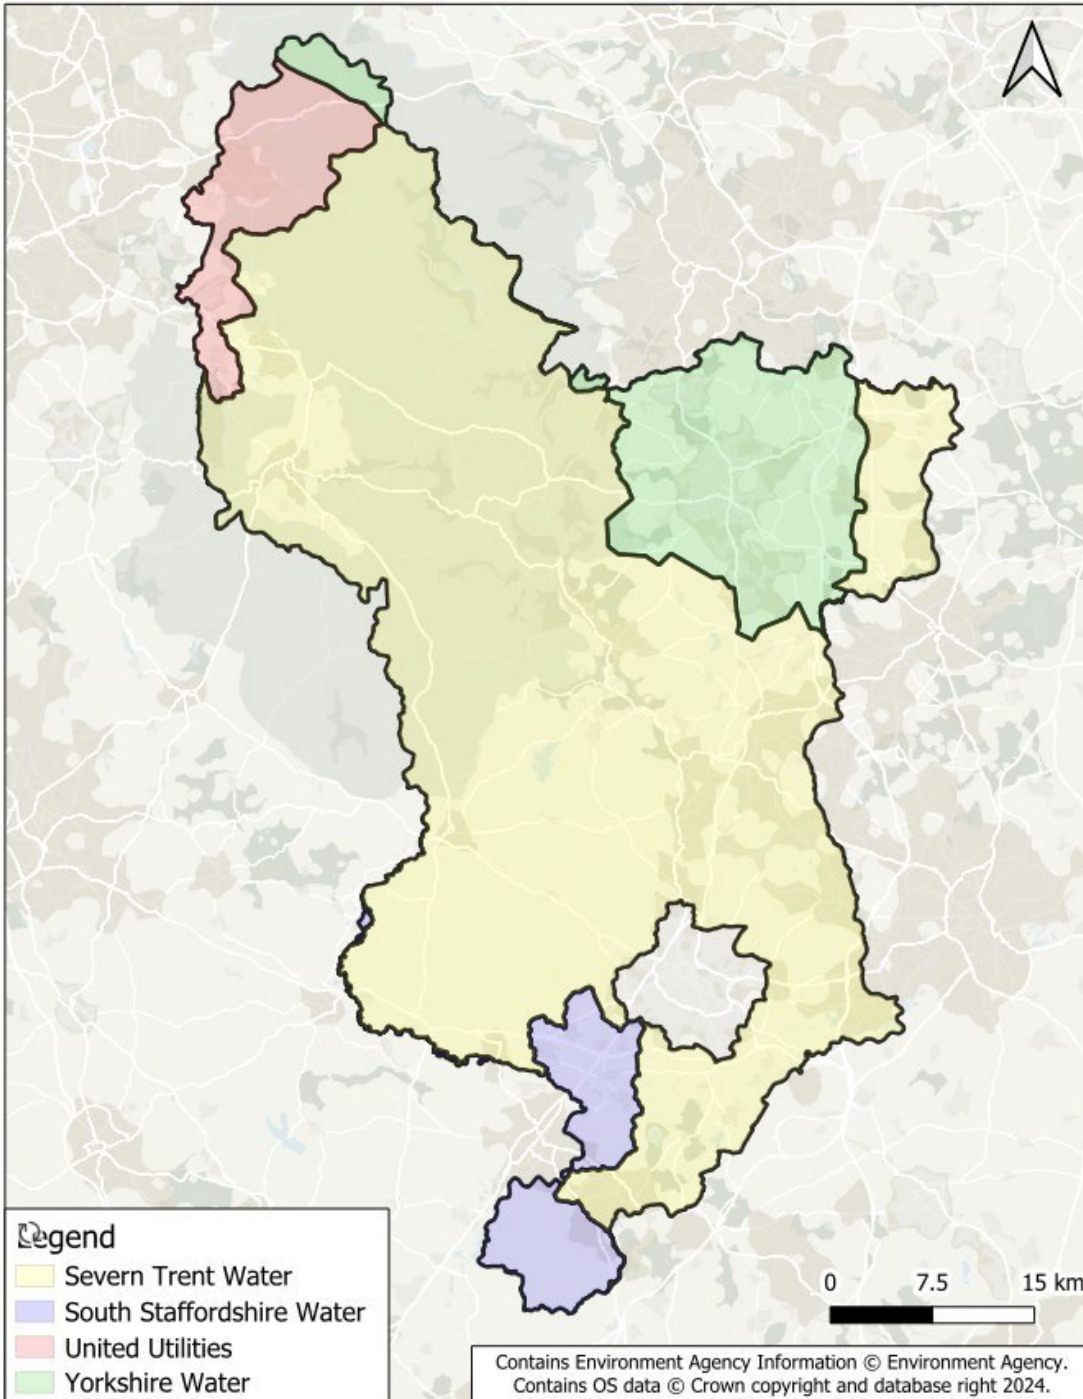 Legend
Severn Trent Water
South Staffordshire Water
United Utilities
Yorkshire Water
0 7.5 15 km
Contains Environment Agency Information © Environment Agency.
Contains OS data © Crown copyright and database right 2024.